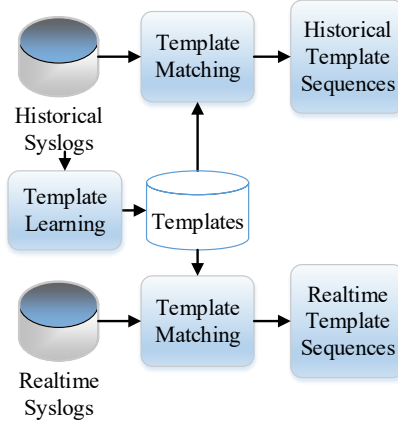 Template
Matching
Historical
Template
Sequences
Historical
Syslogs
Template
Learning
Templates
Template
Matching
Realtime
Template
Sequences
Realtime
Syslogs